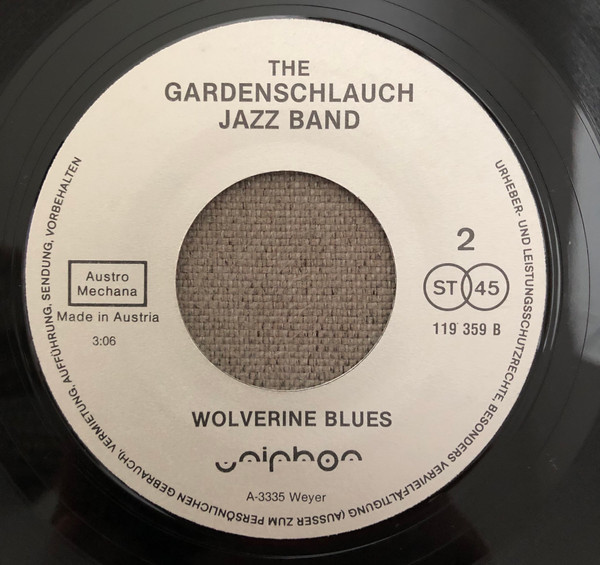 THE
GARDENSCHLAUCH
JAZZ BAND
URHEBER- UND LEISTUNGSSCHUTZRECHTE, BESONDERS VERVIELFÄLTIGUNG (AUSSER ZUM PERSÖNLICHEN GEBRAUCH), VERMIETUNG, AUFFÜHRUNG, SENDUNG, VORBEHALTEN
Austro
Mechana
Made in Austria
3:06
2
ST 45
119 359 B
WOLVERINE BLUES
uniphon
A-3335 Weyer